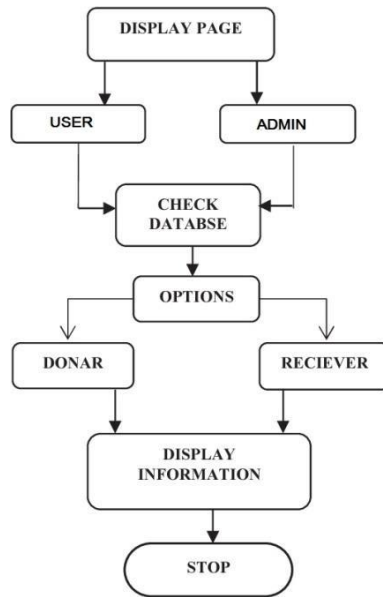 DISPLAY PAGE
USER
ADMIN
CHECK
DATABSE
OPTIONS
DONAR
RECIEVER
DISPLAY
INFORMATION
STOP